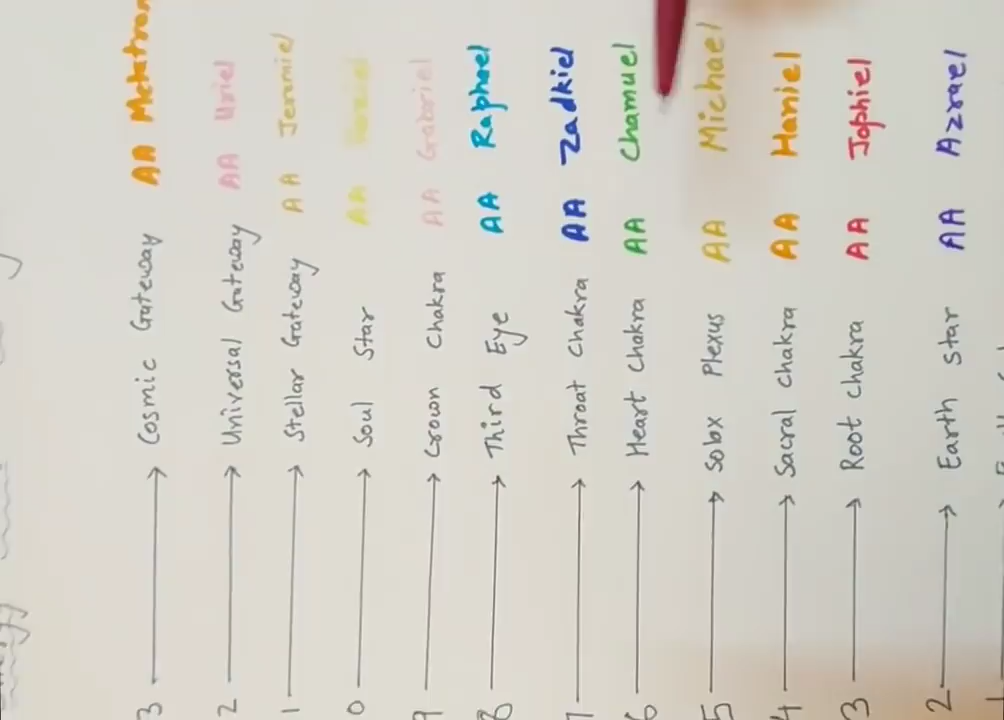 3 → Cosmic Gateway AA Metatron
2 → Universal Gateway AA Uriel
1 → Stellar Gateway AA Jeremiel
0 → Soul Star AA
9 → Crown Chakra AA Gabriel
8 → Third Eye AA Raphael
7 → Throat Chakra AA Zadkiel
6 → Heart Chakra AA Chamuel
5 → Solar Plexus AA Michael
4 → Sacral Chakra AA Haniel
3 → Root Chakra AA Jophiel
2 → Earth Star AA Azrael